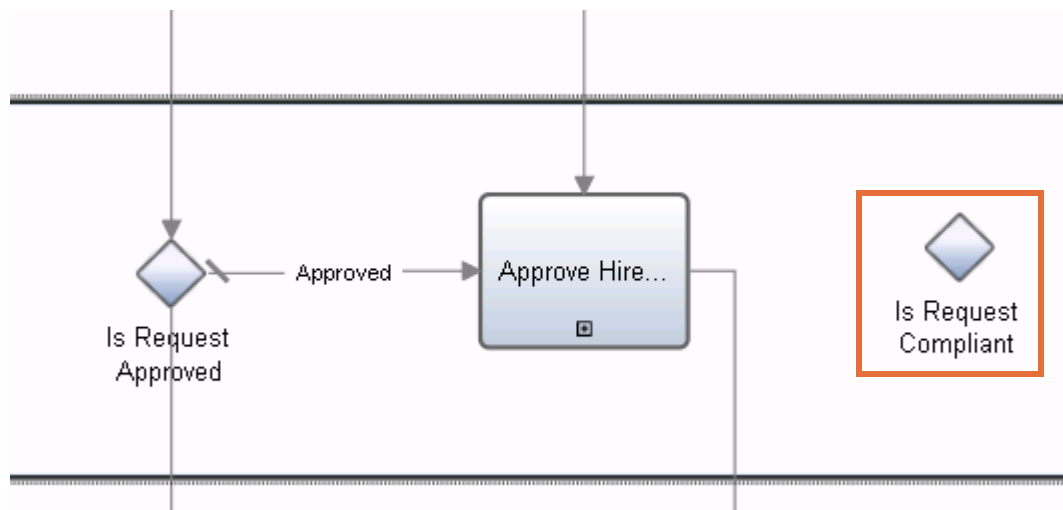 Approved
Approve Hire...
Is Request
Approved
Is Request
Compliant